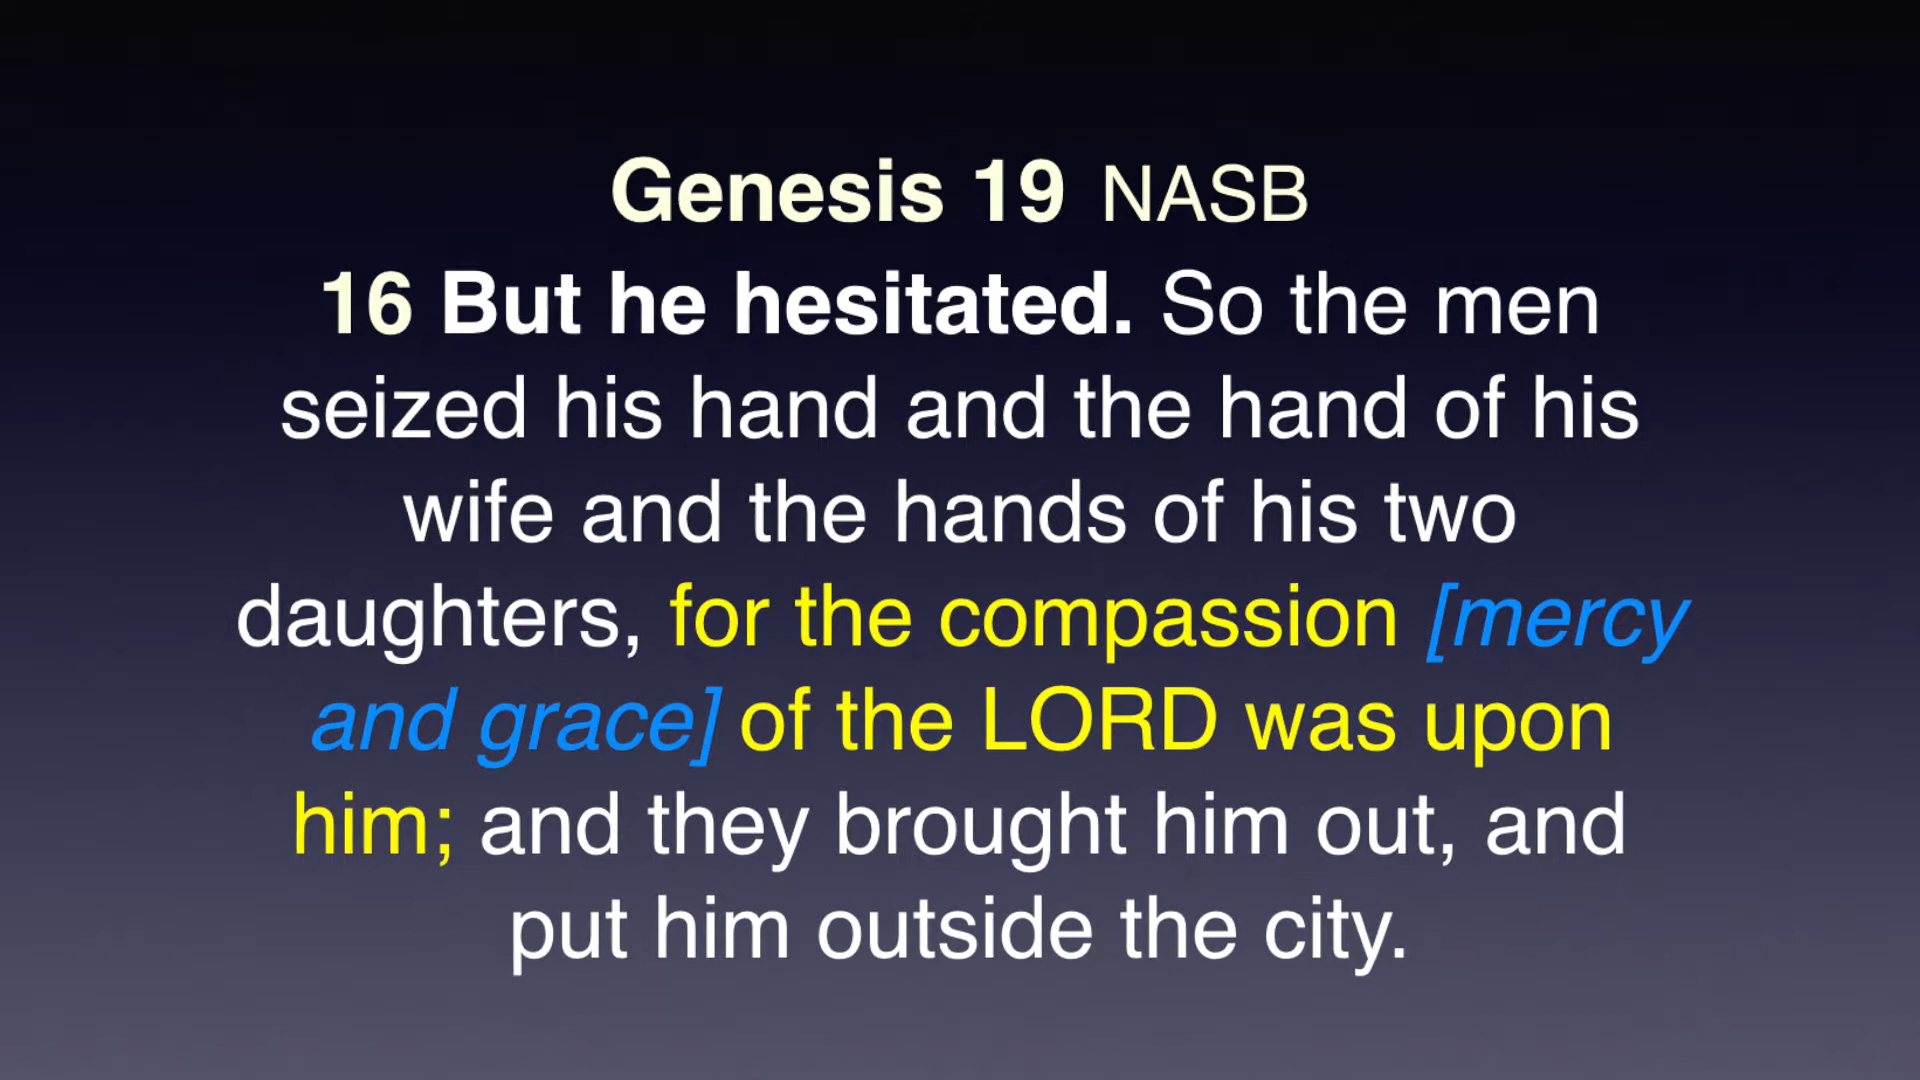 Genesis 19 NASB
16 But he hesitated. So the men
seized his hand and the hand of his
wife and the hands of his two
daughters, for the compassion [mercy
and grace] of the LORD was upon
him; and they brought him out, and
put him outside the city.